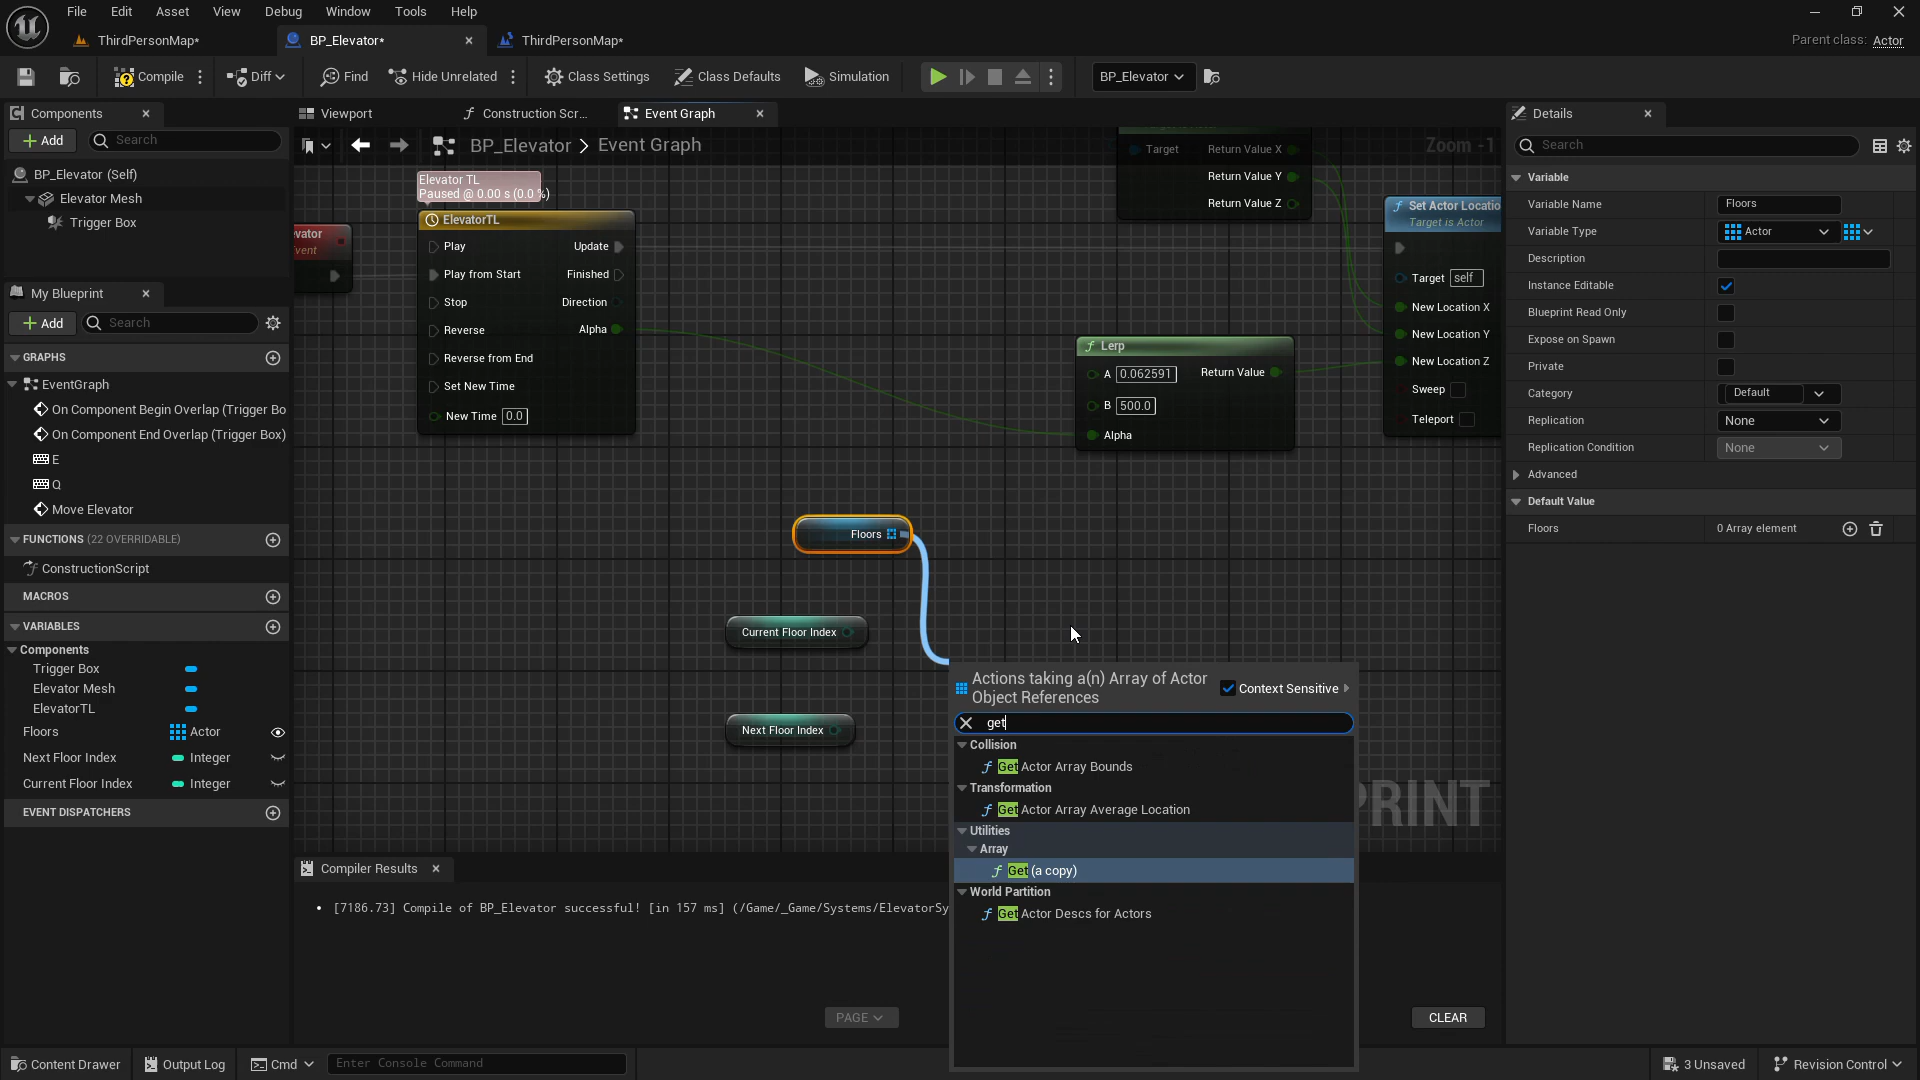 File Edit Asset View Debug Window Tools Help
ThirdPersonMap* BP_Elevator* ThirdPersonMap*
Parent class: Actor
Compile Diff Find Hide Unrelated Class Settings Class Defaults Simulation BP_Elevator
Components
Add Search
BP_Elevator (Self)
Elevator Mesh
Trigger Box
My Blueprint
Add Search
GRAPHS
EventGraph
On Component Begin Overlap (Trigger Bo
On Component End Overlap (Trigger Box)
E
Q
Move Elevator
FUNCTIONS (22 OVERRIDABLE)
ConstructionScript
MACROS
VARIABLES
Components
Trigger Box
Elevator Mesh
ElevatorTL
Floors Actor
Next Floor Index Integer
Current Floor Index Integer
EVENT DISPATCHERS
Viewport Construction Scr... Event Graph
BP_Elevator > Event Graph
Zoom -1
vator
vent
Elevator TL
Paused @ 0.00 s (0.0 %)
ElevatorTL
Play Update
Play from Start Finished
Stop Direction
Reverse Alpha
Reverse from End
Set New Time
New Time 0.0
Target Return Value X
Return Value Y
Return Value Z
Set Actor Locatio
Target is Actor
Target self
New Location X
New Location Y
New Location Z
Sweep
Teleport
Lerp
A 0.062591 Return Value
B 500.0
Alpha
Floors
Current Floor Index
Next Floor Index
PRINT
Actions taking a(n) Array of Actor
Object References
Context Sensitive
get
Collision
Get Actor Array Bounds
Transformation
Get Actor Array Average Location
Utilities
Array
Get (a copy)
World Partition
Get Actor Descs for Actors
Compiler Results
[7186.73] Compile of BP_Elevator successful! [in 157 ms] (/Game/_Game/Systems/ElevatorSy
PAGE
CLEAR
Details
Search
Variable
Variable Name Floors
Variable Type Actor
Description
Instance Editable
Blueprint Read Only
Expose on Spawn
Private
Category Default
Replication None
Replication Condition None
Advanced
Default Value
Floors 0 Array element
Content Drawer Output Log Cmd Enter Console Command 3 Unsaved Revision Control